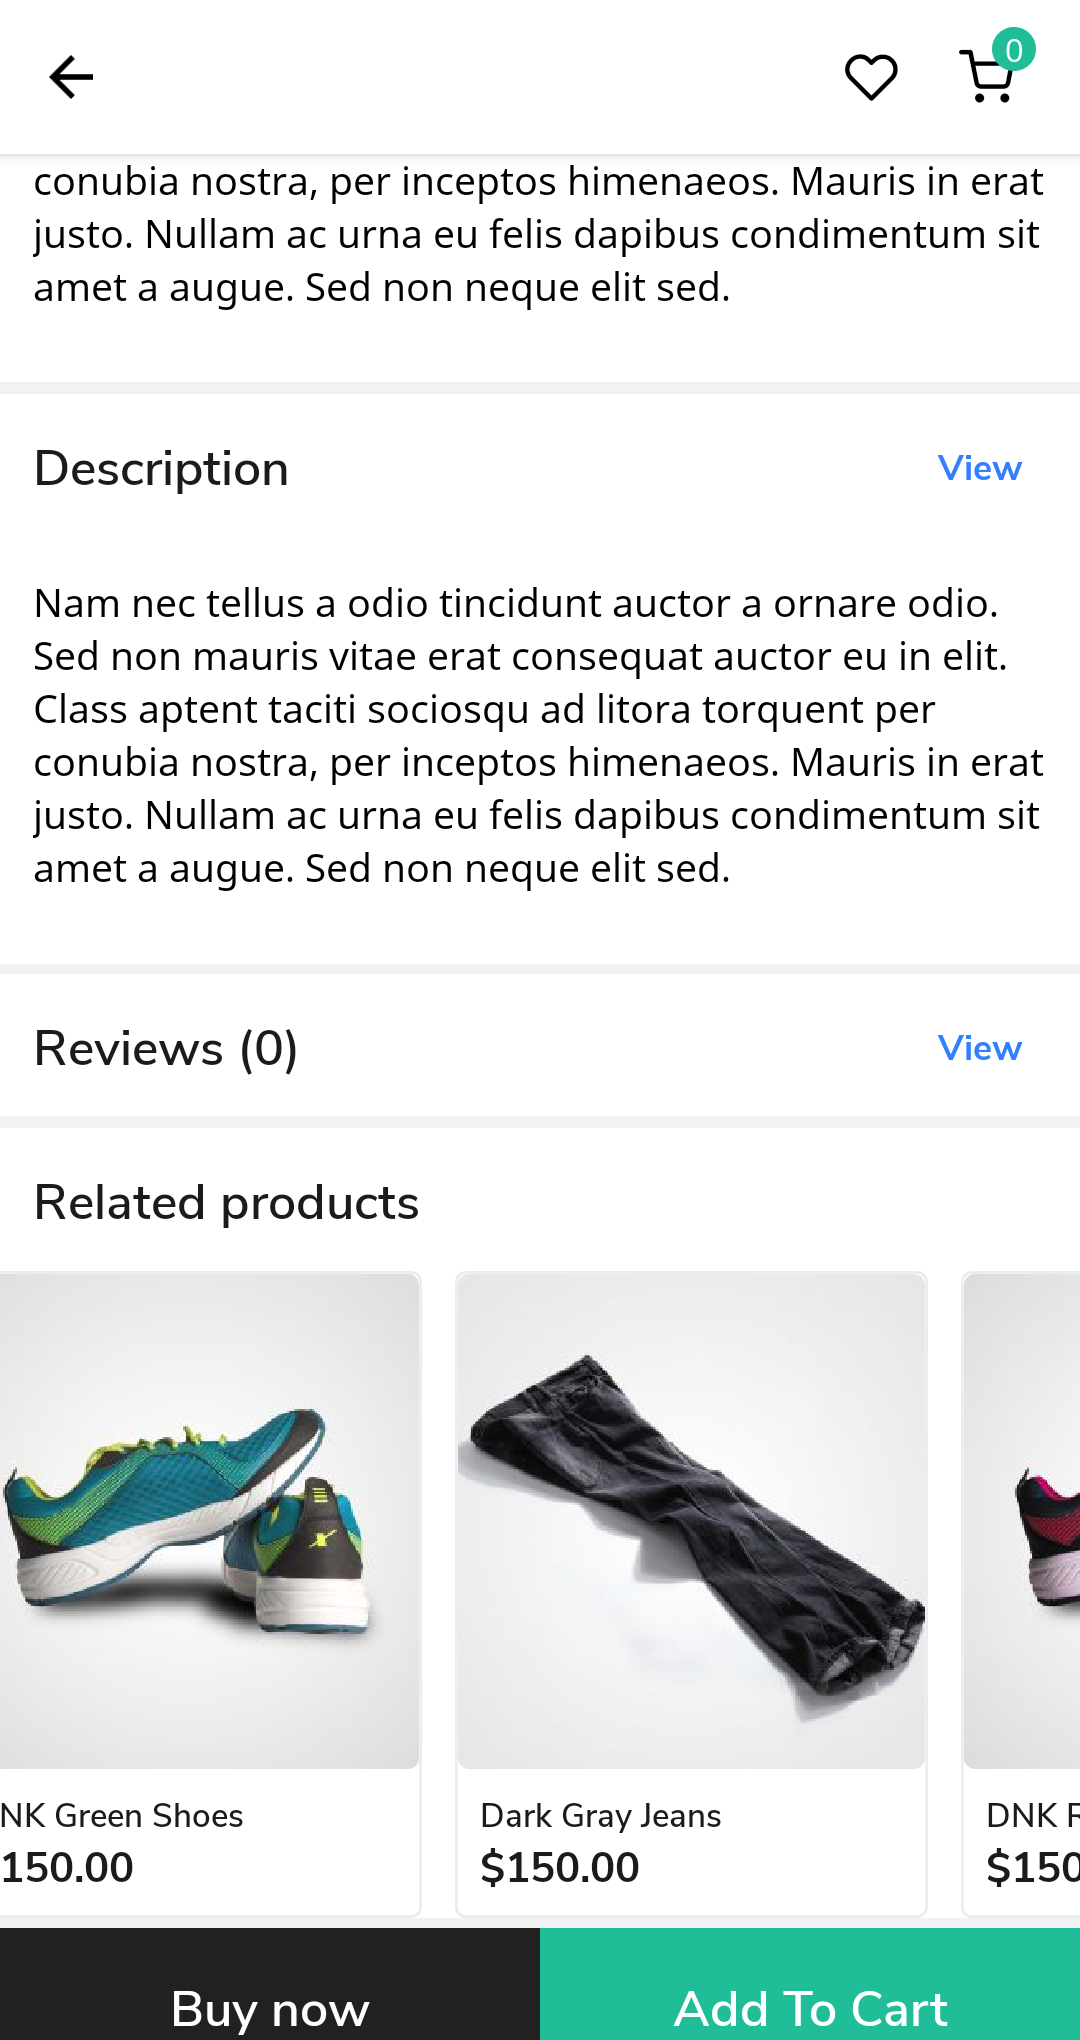 0
conubia nostra, per inceptos himenaeos. Mauris in erat
justo. Nullam ac urna eu felis dapibus condimentum sit
amet a augue. Sed non neque elit sed.
Description
View
Nam nec tellus a odio tincidunt auctor a ornare odio.
Sed non mauris vitae erat consequat auctor eu in elit.
Class aptent taciti sociosqu ad litora torquent per
conubia nostra, per inceptos himenaeos. Mauris in erat
justo. Nullam ac urna eu felis dapibus condimentum sit
amet a augue. Sed non neque elit sed.
Reviews (0)
View
Related products
NK Green Shoes
150.00
Dark Gray Jeans
$150.00
DNK
$150
Buy now
Add To Cart